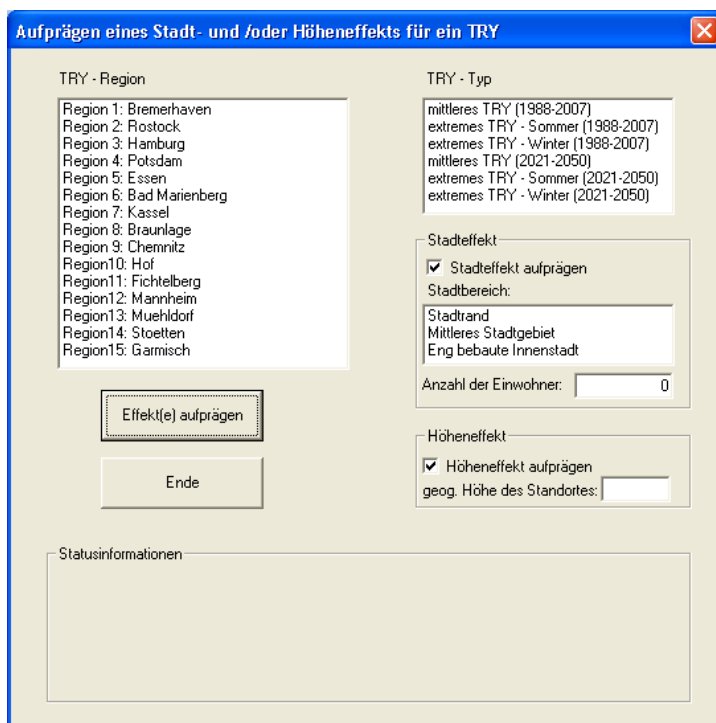 Aufprägen eines Stadt- und /oder Höheneffekts für ein TRY
TRY - Region
Region 1: Bremerhaven
Region 2: Rostock
Region 3: Hamburg
Region 4: Potsdam
Region 5: Essen
Region 6: Bad Marienberg
Region 7: Kassel
Region 8: Braunlage
Region 9: Chemnitz
Region10: Hof
Region11: Fichtelberg
Region12: Mannheim
Region13: Muehldorf
Region14: Stoetten
Region15: Garmisch
Effekt(e) aufprägen
Ende
TRY - Typ
mittleres TRY (1988-2007)
extremes TRY - Sommer (1988-2007)
extremes TRY - Winter (1988-2007)
mittleres TRY (2021-2050)
extremes TRY - Sommer (2021-2050)
extremes TRY - Winter (2021-2050)
Stadteffekt
Stadteffekt aufprägen
Stadtbereich:
Stadtrand
Mittleres Stadtgebiet
Eng bebaute Innenstadt
Anzahl der Einwohner: 0
Höheneffekt
Höheneffekt aufprägen
geog. Höhe des Standortes:
Statusinformationen